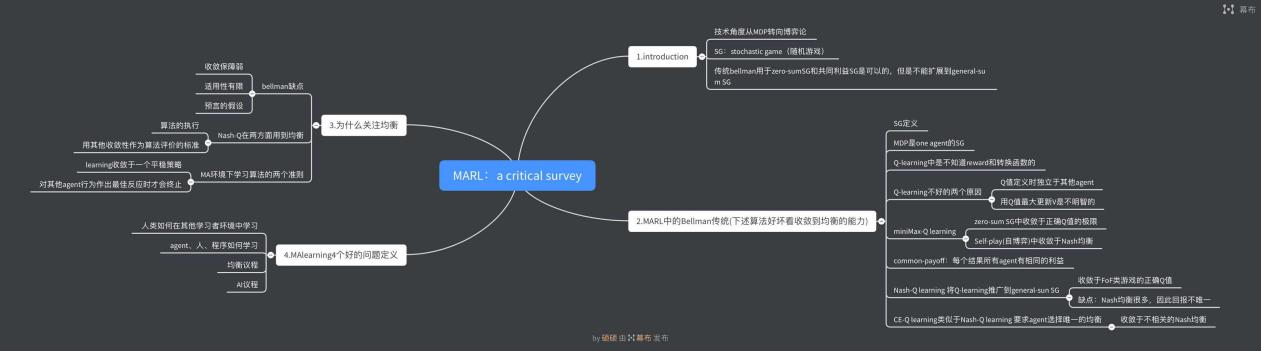 幕布
MARL：a critical survey
1.introduction
技术角度从MDP转向博弈论
SG：stochastic game（随机游戏）
传统bellman用于zero-sumSG和共同利益SG是可以的，但是不能扩展到general-su
m SG
2.MARL中的Bellman传统(下述算法好坏看收敛到均衡的能力)
SG定义
MDP是one agent的SG
Q-learning中是不知道reward和转换函数的
Q-learning不好的两个原因
Q值定义时独立于其他agent
用Q值最大更新V是不明智的
miniMax-Q learning
zero-sum SG中收敛于正确Q值的极限
Self-play(自博弈)中收敛于Nash均衡
common-payoff：每个结果所有agent有相同的利益
Nash-Q learning 将Q-learning推广到general-sun SG
收敛于FoF类游戏的正确Q值
缺点：Nash均衡很多，因此回报不唯一
CE-Q learning类似于Nash-Q learning 要求agent选择唯一的均衡
收敛于不相关的Nash均衡
3.为什么关注均衡
bellman缺点
收敛保障弱
适用性有限
预言的假设
Nash-Q在两方面用到均衡
算法的执行
用其他收敛性作为算法评价的标准
MA环境下学习算法的两个准则
learning收敛于一个平稳策略
对其他agent行为作出最佳反应时才会终止
4.MAlearning4个好的问题定义
人类如何在其他学习者环境中学习
agent、人、程序如何学习
均衡议程
AI议程
by 硕硕 由 幕布 发布